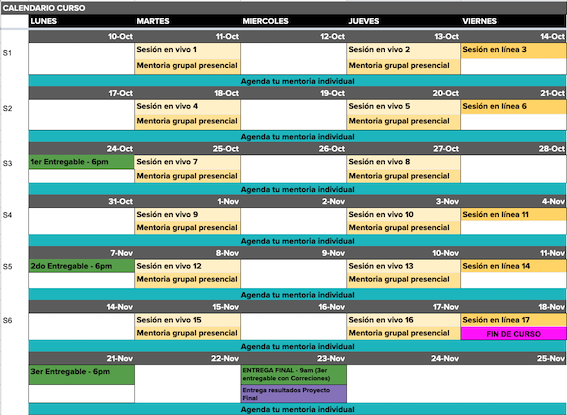 CALENDARIO CURSO
LUNES MARTES MIERCOLES JUEVES VIERNES
10-Oct 11-Oct 12-Oct 13-Oct 14-Oct
S1 Sesión en vivo 1 Sesión en vivo 2 Sesión en línea 3
Mentoria grupal presencial Mentoria grupal presencial
Agenda tu mentoria individual
17-Oct 18-Oct 19-Oct 20-Oct 21-Oct
S2 Sesión en vivo 4 Sesión en vivo 5 Sesión en línea 6
Mentoria grupal presencial Mentoria grupal presencial
Agenda tu mentoria individual
24-Oct 25-Oct 26-Oct 27-Oct 28-Oct
S3 1er Entregable - 6pm Sesión en vivo 7 Sesión en vivo 8
Mentoria grupal presencial Mentoria grupal presencial
Agenda tu mentoria individual
31-Oct 1-Nov 2-Nov 3-Nov 4-Nov
S4 Sesión en vivo 9 Sesión en vivo 10 Sesión en línea 11
Mentoria grupal presencial Mentoria grupal presencial
Agenda tu mentoria individual
7-Nov 8-Nov 9-Nov 10-Nov 11-Nov
S5 2do Entregable - 6pm Sesión en vivo 12 Sesión en vivo 13 Sesión en línea 14
Mentoria grupal presencial Mentoria grupal presencial
Agenda tu mentoria individual
14-Nov 15-Nov 16-Nov 17-Nov 18-Nov
S6 Sesión en vivo 15 Sesión en vivo 16 Sesión en línea 17
Mentoria grupal presencial Mentoria grupal presencial FIN DE CURSO
Agenda tu mentoria individual
21-Nov 22-Nov 23-Nov 24-Nov 25-Nov
3er Entregable - 6pm ENTREGA FINAL - 9am (3er
entregable con Correciones)
Entrega resultados Proyecto
Final
Agenda tu mentoria individual